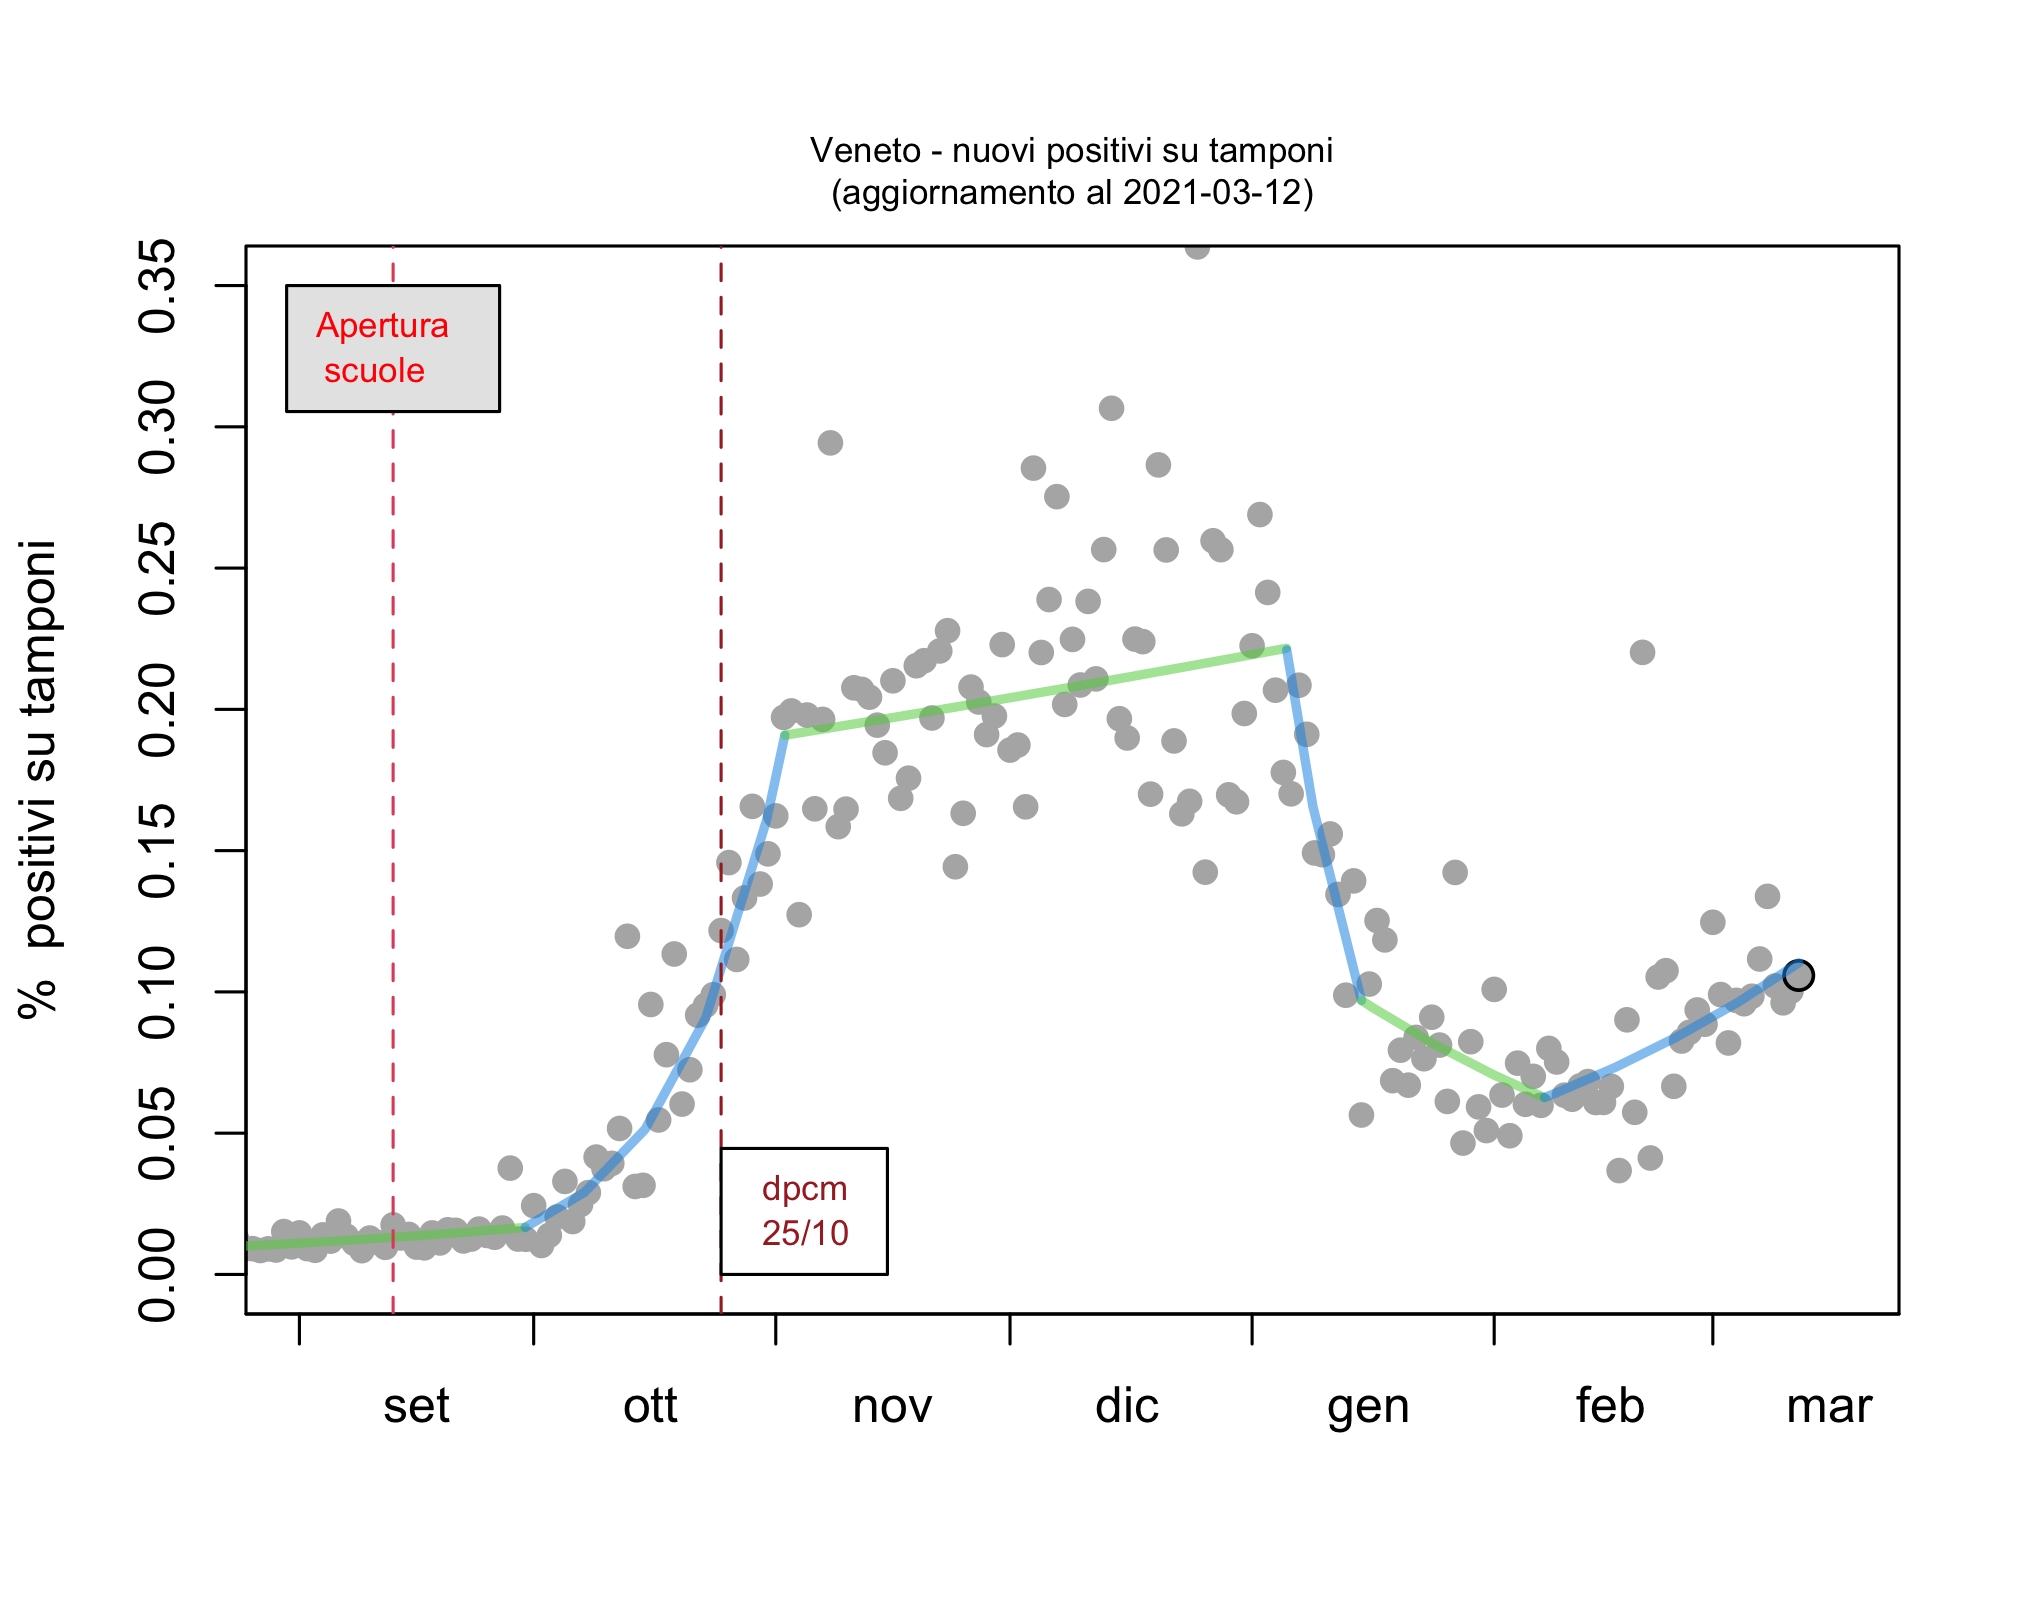 Veneto - nuovi positivi su tamponi
(aggiornamento al 2021-03-12)
% positivi su tamponi
0.35
0.30
0.25
0.20
0.15
0.10
0.05
0.00
Apertura
scuole
dpcm
25/10
set ott nov dic gen feb mar